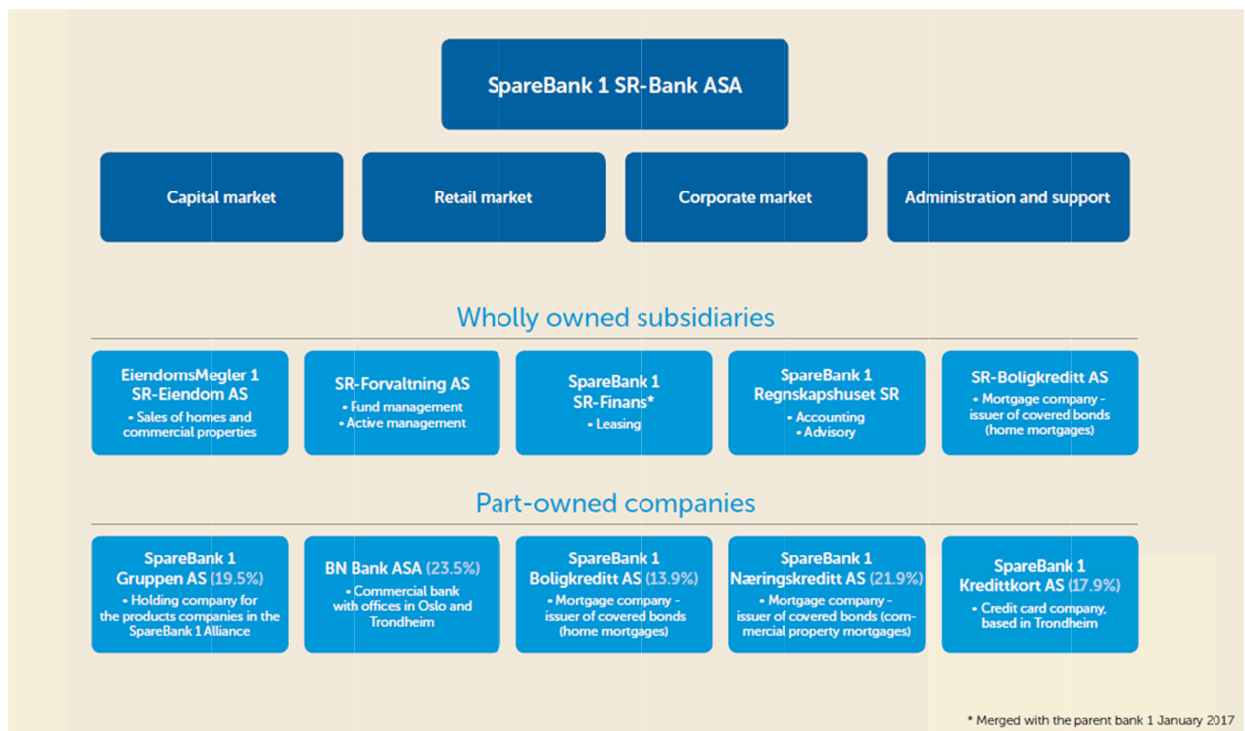 SpareBank 1 SR-Bank ASA
Capital market
Retail market
Corporate market
Administration and support
Wholly owned subsidiaries
EiendomsMegler 1
SR-Eiendom AS
• Sales of homes and
commercial properties
SR-Forvaltning AS
• Fund management
• Active management
SpareBank 1
SR-Finans*
• Leasing
SpareBank 1
Regnskapshuset SR
• Accounting
• Advisory
SR-Boligkreditt AS
• Mortgage company -
issuer of covered bonds
(home mortgages)
Part-owned companies
SpareBank 1
Gruppen AS (19.5%)
• Holding company for
the products companies in the
SpareBank 1 Alliance
BN Bank ASA (23.5%)
• Commercial bank
with offices in Oslo and
Trondheim
SpareBank 1
Boligkreditt AS (13.9%)
• Mortgage company -
issuer of covered bonds
(home mortgages)
SpareBank 1
Næringskreditt AS (21.9%)
• Mortgage company -
issuer of covered bonds (com-
mercial property mortgages)
SpareBank 1
Kredittkort AS (17.9%)
• Credit card company,
based in Trondheim
* Merged with the parent bank 1 January 2017